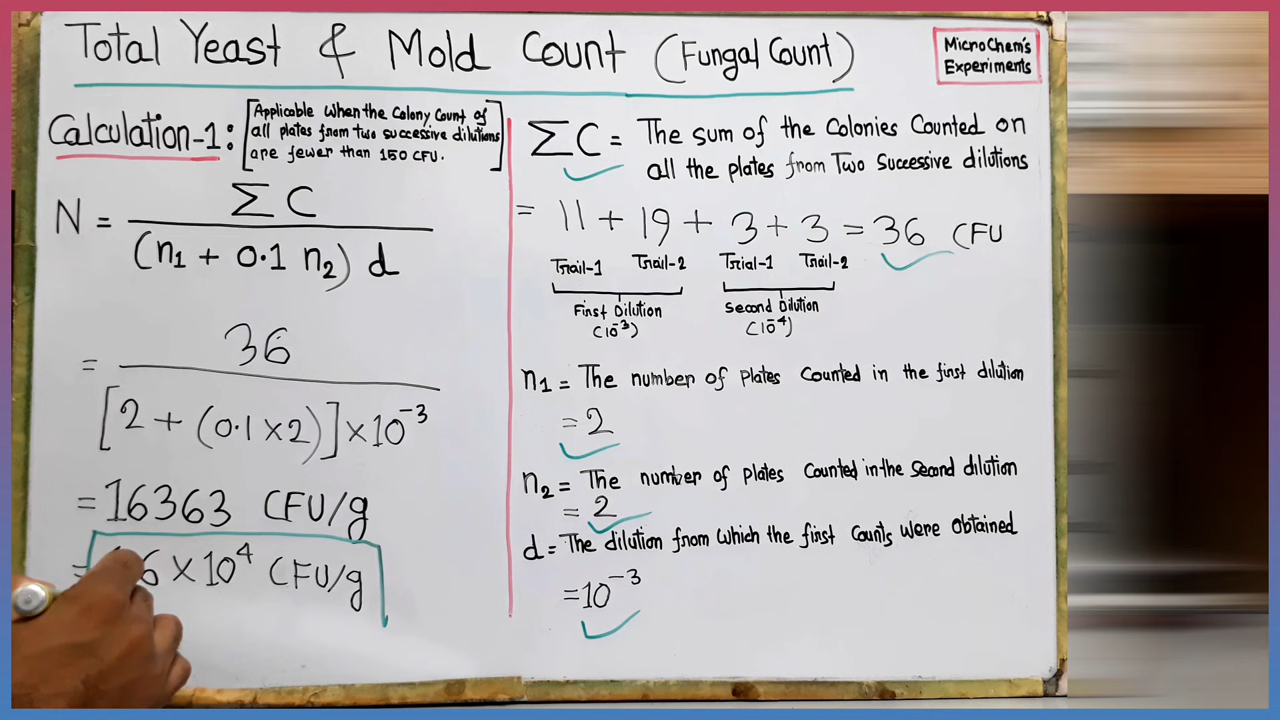 Total Yeast & Mold Count (Fungal Count)
MicroChem's
Experiments
Calculation-1:
[Applicable when the Colony Count of
all plates from two successive dilutions
are fewer than 150 CFU.]
N = ΣC / (n₁ + 0.1 n₂) d
= 36 / [2 + (0.1 × 2)] × 10⁻³
= 16363 CFU/g
= 6 × 10⁴ CFU/g
ΣC = The sum of the Colonies Counted on
all the plates from Two Successive dilutions
= 11 + 19 + 3 + 3 = 36 CFU
Trail-1 Trail-2 Trial-1 Trail-2
First Dilution Second Dilution
(10⁻³) (10⁻⁴)
n₁ = The number of plates Counted in the first dilution
= 2
n₂ = The number of plates Counted in the second dilution
= 2
d = The dilution from which the first counts were obtained
= 10⁻³